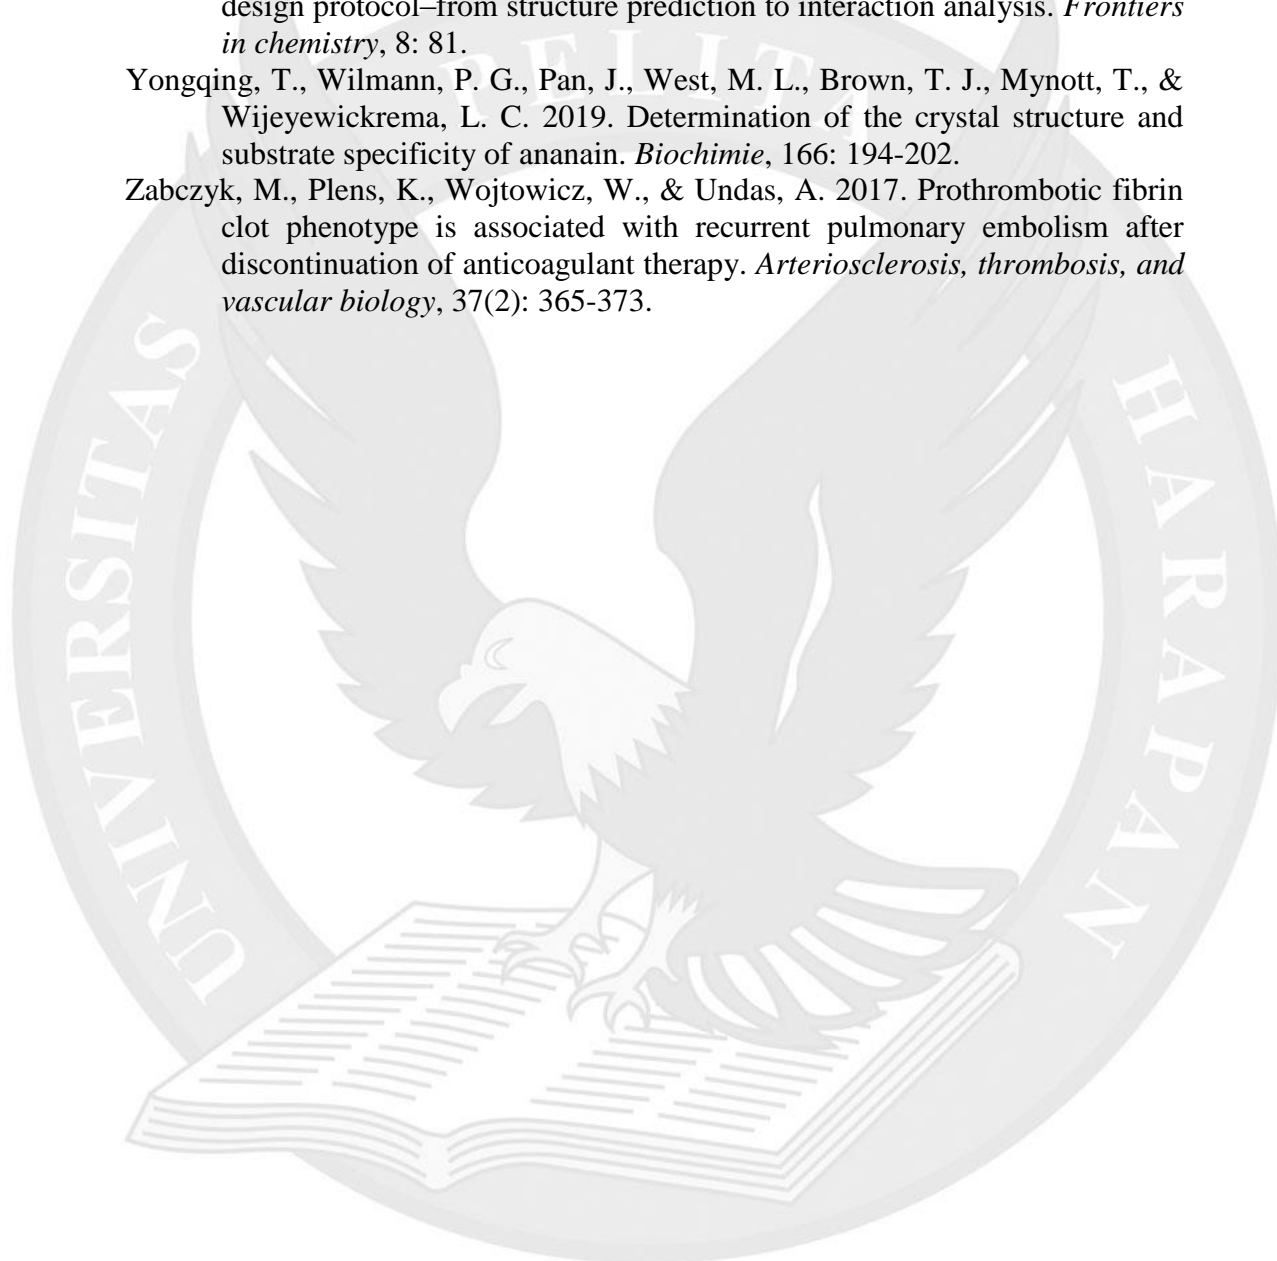 design protocol–from structure prediction to interaction analysis. Frontiers
in chemistry, 8: 81.
Yongqing, T., Wilmann, P. G., Pan, J., West, M. L., Brown, T. J., Mynott, T., &
Wijeyewickrema, L. C. 2019. Determination of the crystal structure and
substrate specificity of ananain. Biochimie, 166: 194-202.
Zabczyk, M., Plens, K., Wojtowicz, W., & Undas, A. 2017. Prothrombotic fibrin
clot phenotype is associated with recurrent pulmonary embolism after
discontinuation of anticoagulant therapy. Arteriosclerosis, thrombosis, and
vascular biology, 37(2): 365-373.
UNIVERSITAS
PELITA
HARAPAN